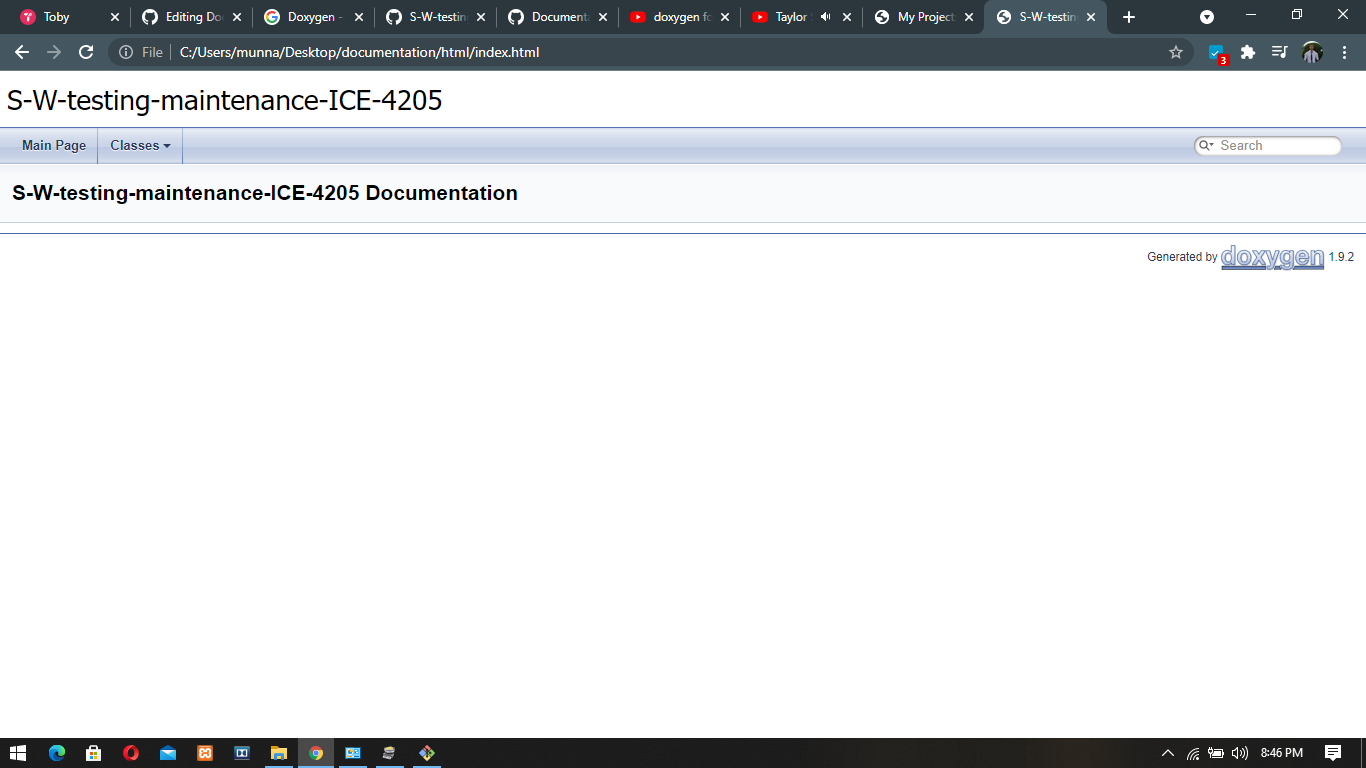 Toby
Editing Do
Doxygen -
S-W-testin
Documenta
doxygen fo
Taylor
My Project
S-W-testin
File
C:/Users/munna/Desktop/documentation/html/index.html
3
S-W-testing-maintenance-ICE-4205
Main Page
Classes
Search
S-W-testing-maintenance-ICE-4205 Documentation
Generated by doxygen 1.9.2
8:46 PM